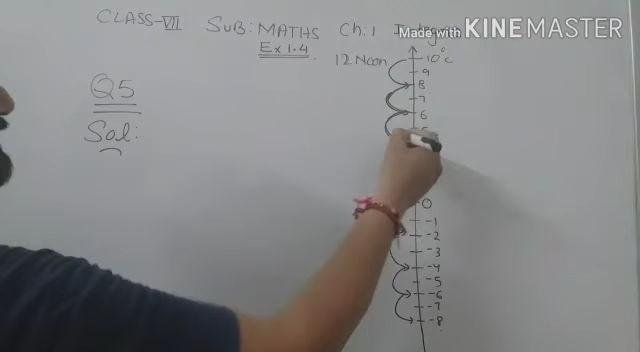 CLASS-VII SUB: MATHS Ch:1
Made with KINEMASTER
Ex 1.4
Q5
Sol:
12 Noon
10°C
9
8
7
6
0
-1
-2
-3
-4
-5
-6
-7
-8